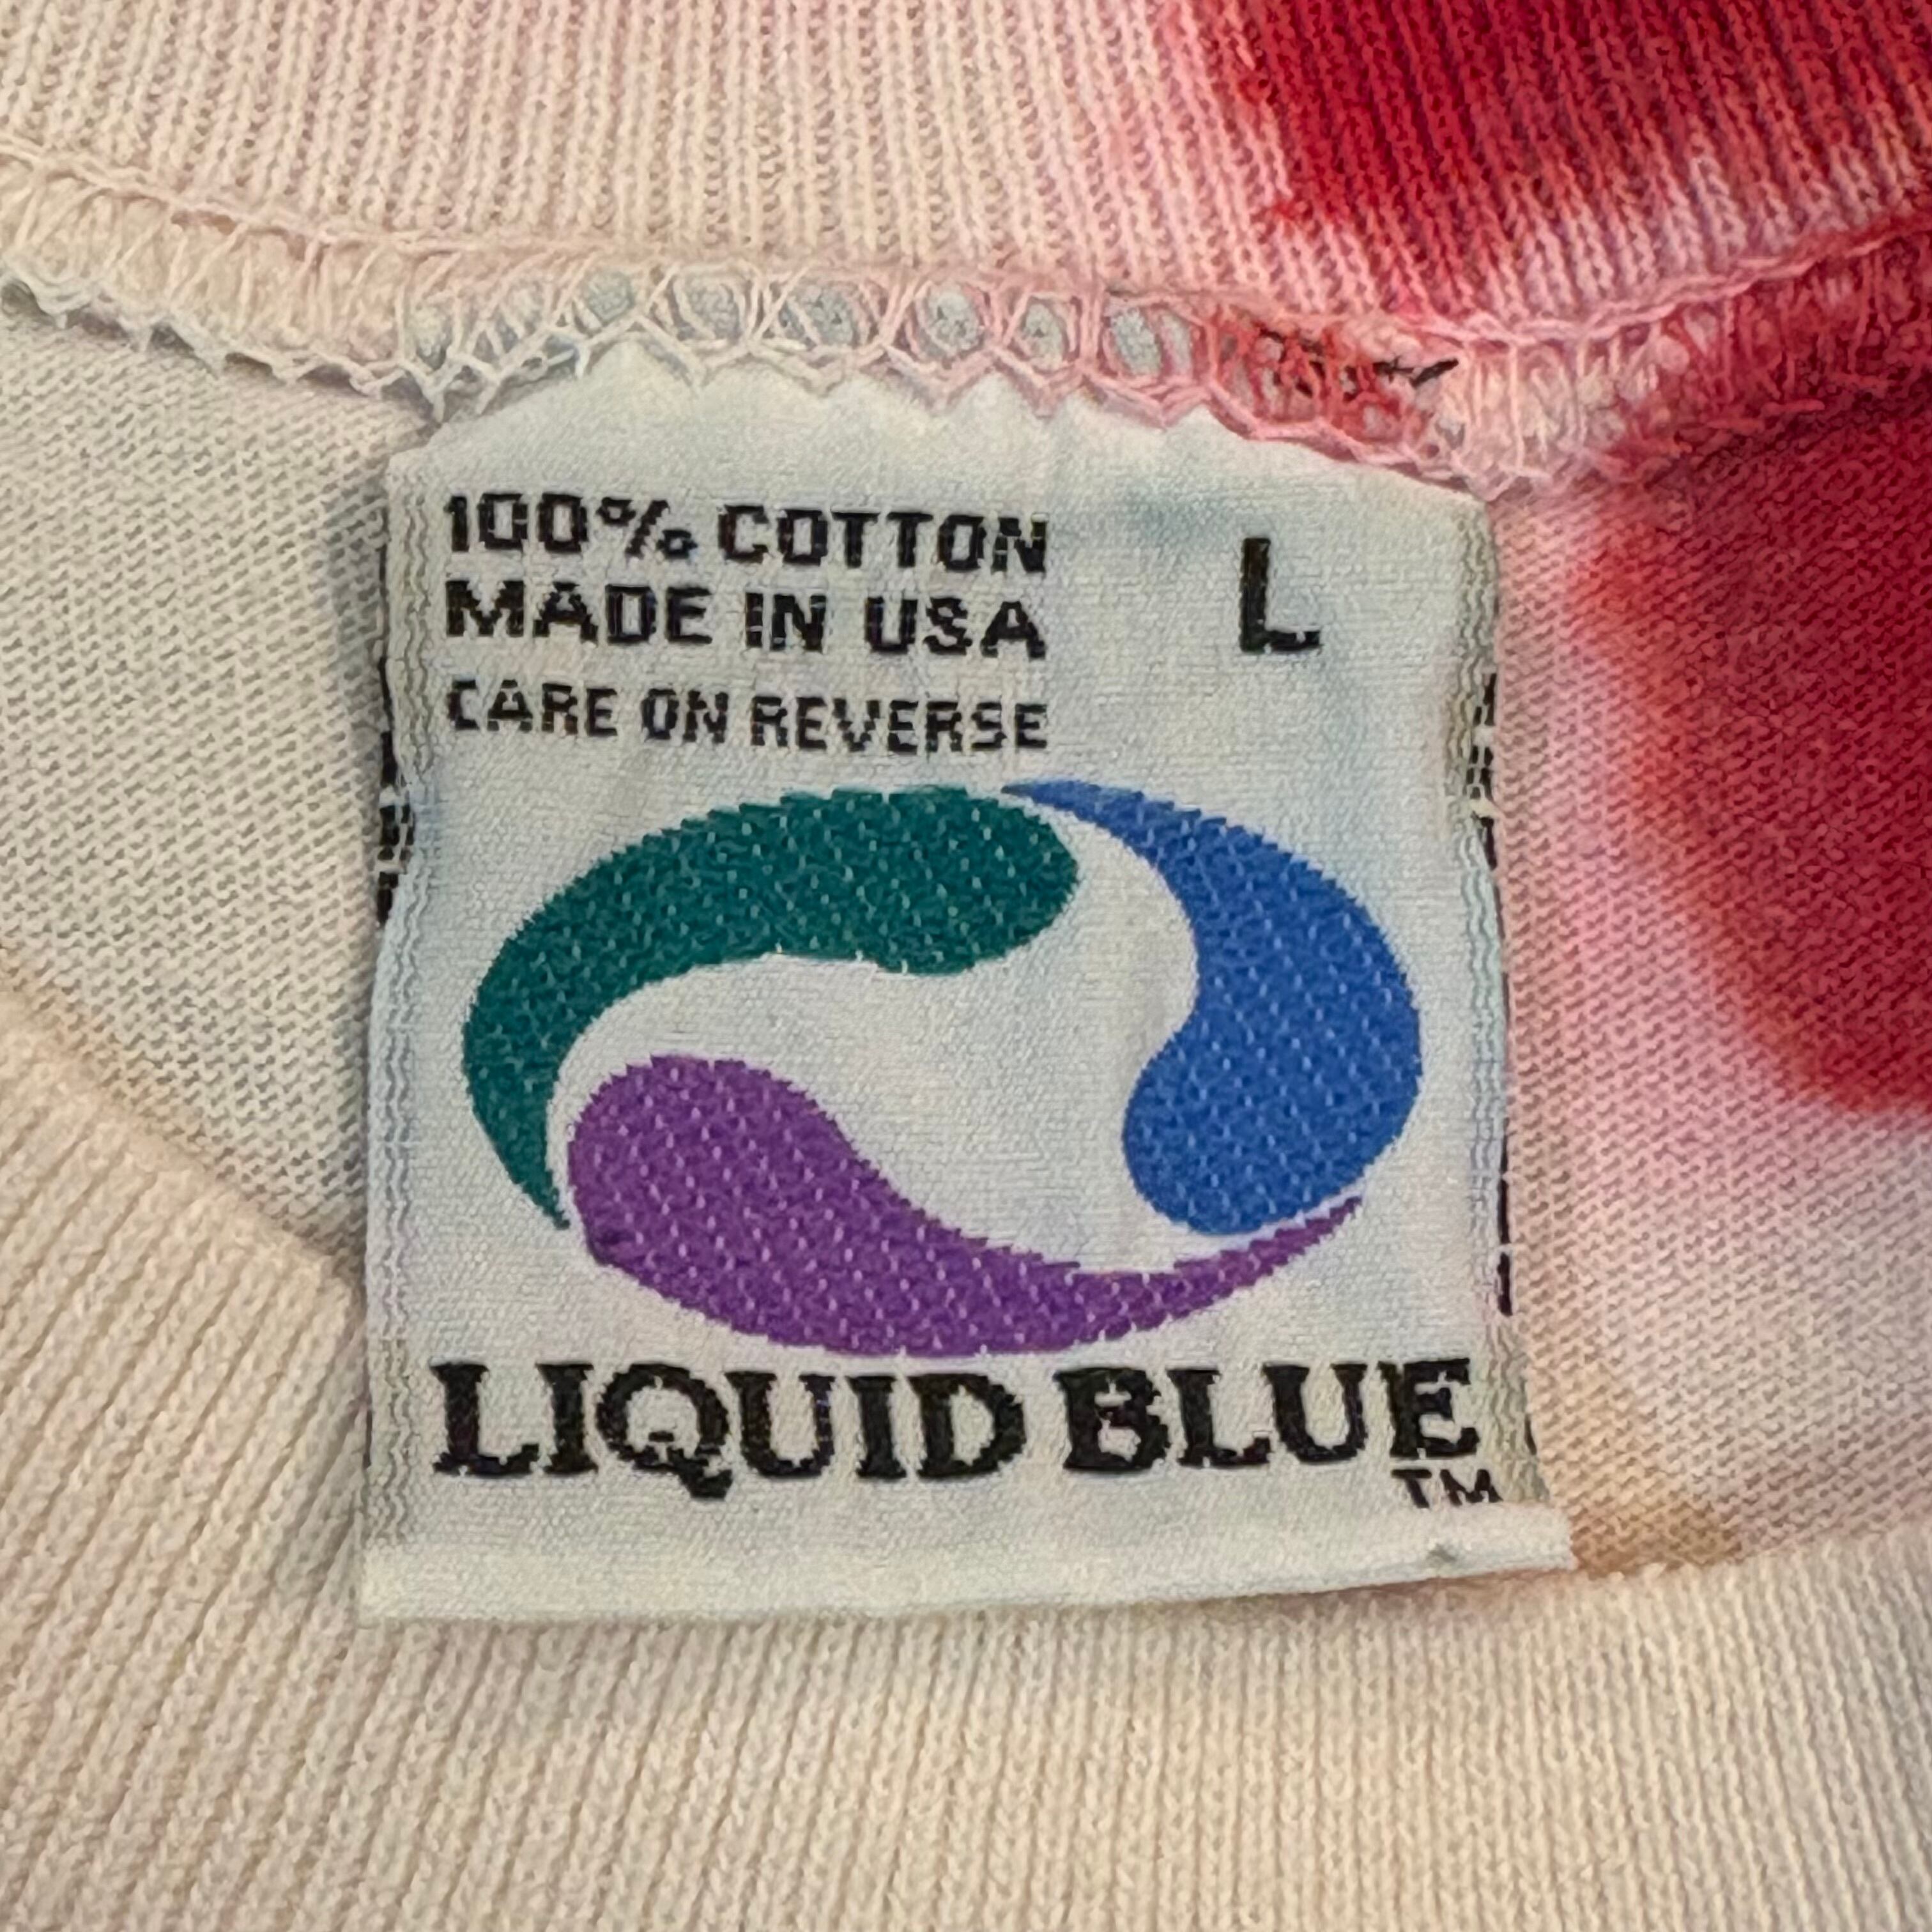 100% COTTON
MADE IN USA
CARE ON REVERSE
L
LIQUID BLUE
TM